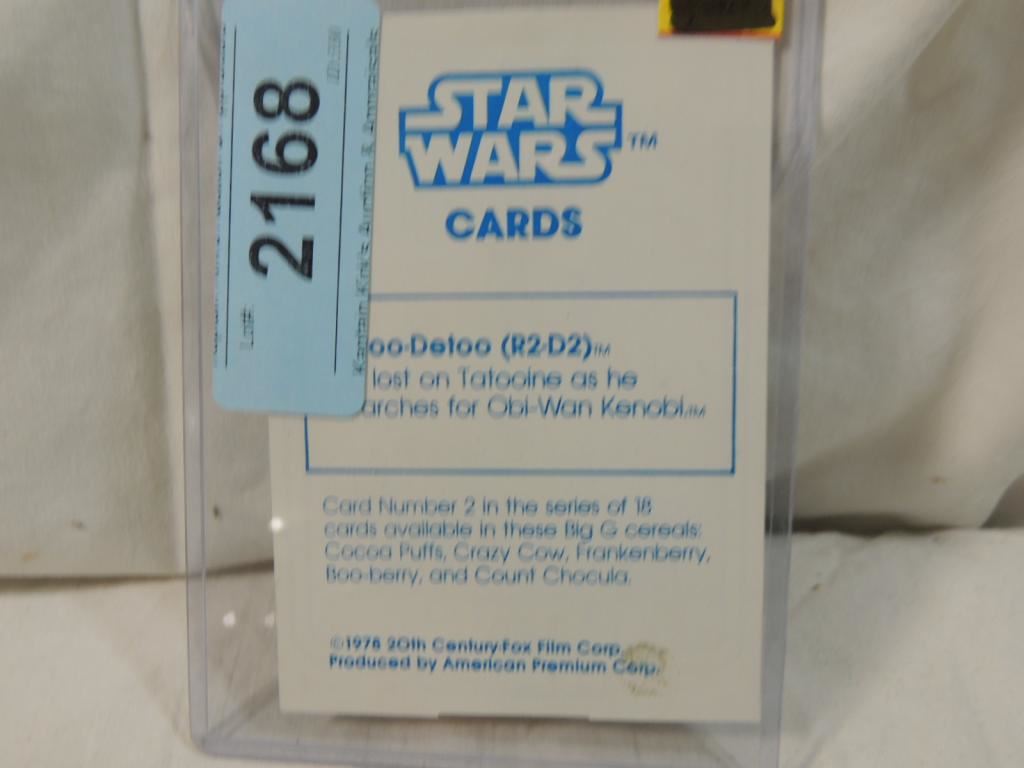 2168
Lot#:
STAR
WARS™
CARDS
oo-Detoo (R2-D2)™
lost on Tatooine as he
arches for Obi-Wan Kenobi.™
Card Number 2 in the series of 18
cards available in these Big G cereals:
Cocoa Puffs, Crazy Cow, Frankenberry,
Boo-berry, and Count Chocula.
©1978 20th Century-Fox Film Corp.
Produced by American Premium Corp.